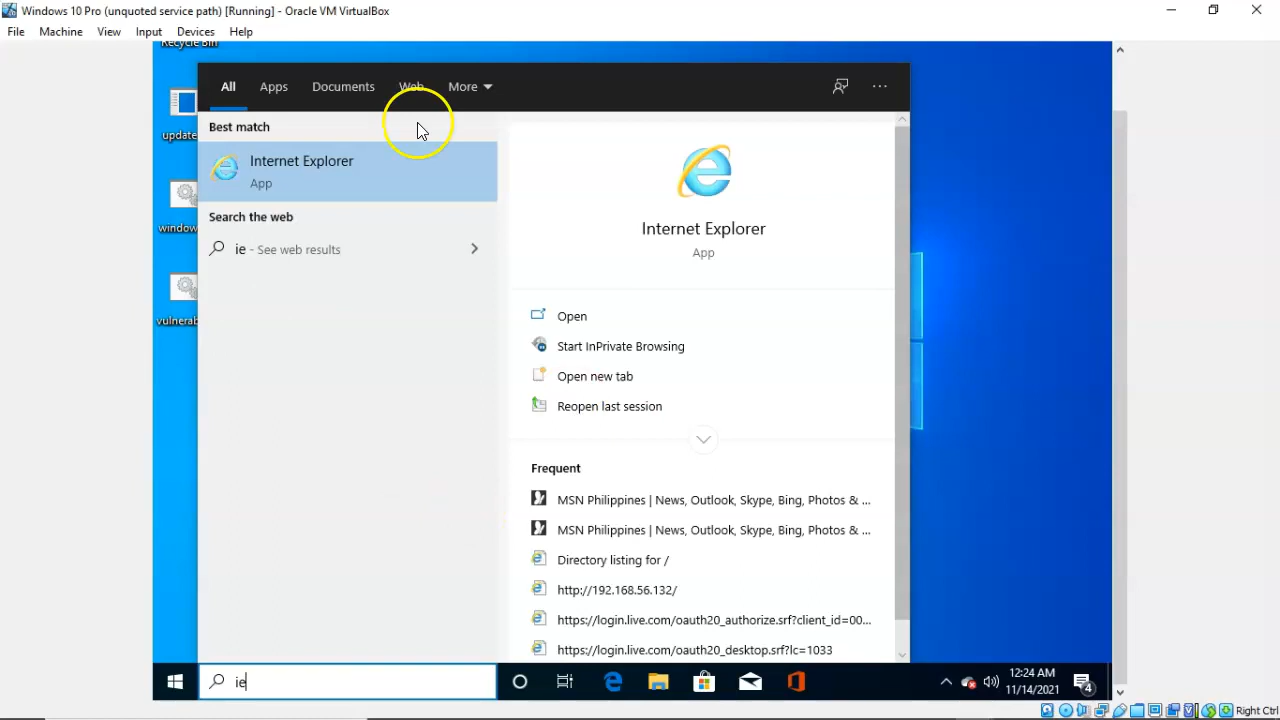 Windows 10 Pro (unquoted service path) [Running] - Oracle VM VirtualBox
File Machine View Input Devices Help
Recycle Bin
All Apps Documents Web More
Best match
Internet Explorer
App
Search the web
ie - See web results
update
window
vulnerab
Internet Explorer
App
Open
Start InPrivate Browsing
Open new tab
Reopen last session
Frequent
MSN Philippines | News, Outlook, Skype, Bing, Photos & ...
MSN Philippines | News, Outlook, Skype, Bing, Photos & ...
Directory listing for /
http://192.168.56.132/
https://login.live.com/oauth20_authorize.srf?client_id=00...
https://login.live.com/oauth20_desktop.srf?lc=1033
ie
12:24 AM
11/14/2021
4
Right Ctrl